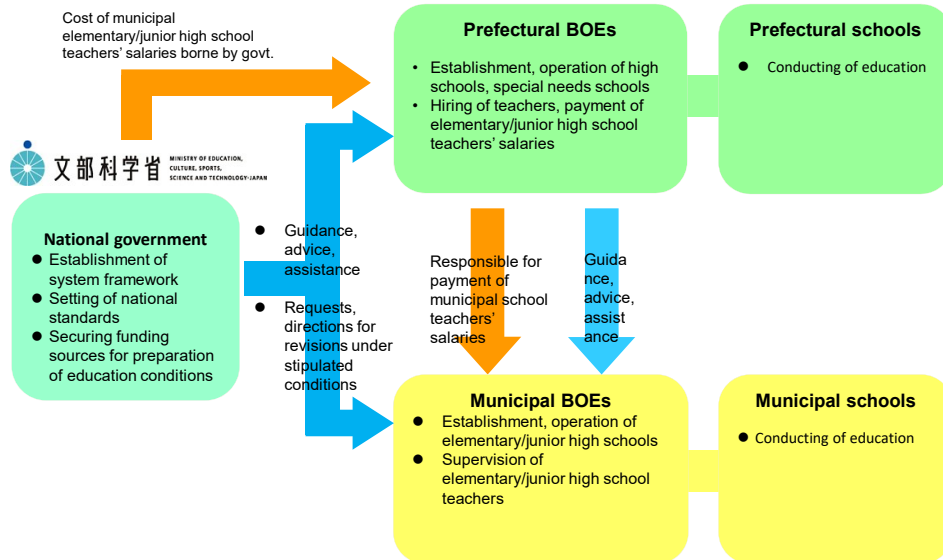 Cost of municipal
elementary/junior high school
teachers' salaries borne by govt.
Prefectural BOEs
• Establishment, operation of high
schools, special needs schools
• Hiring of teachers, payment of
elementary/junior high school
teachers' salaries
Prefectural schools
● Conducting of education
文部科学省
MINISTRY OF EDUCATION,
CULTURE, SPORTS,
SCIENCE AND TECHNOLOGY-JAPAN
National government
● Establishment of
system framework
● Setting of national
standards
● Securing funding
sources for preparation
of education conditions
● Guidance,
advice,
assistance
● Requests,
directions for
revisions under
stipulated
conditions
Responsible for
payment of
municipal school
teachers'
salaries
Guida
nce,
advice,
assist
ance
Municipal BOEs
● Establishment, operation of
elementary/junior high schools
● Supervision of
elementary/junior high school
teachers
Municipal schools
● Conducting of education